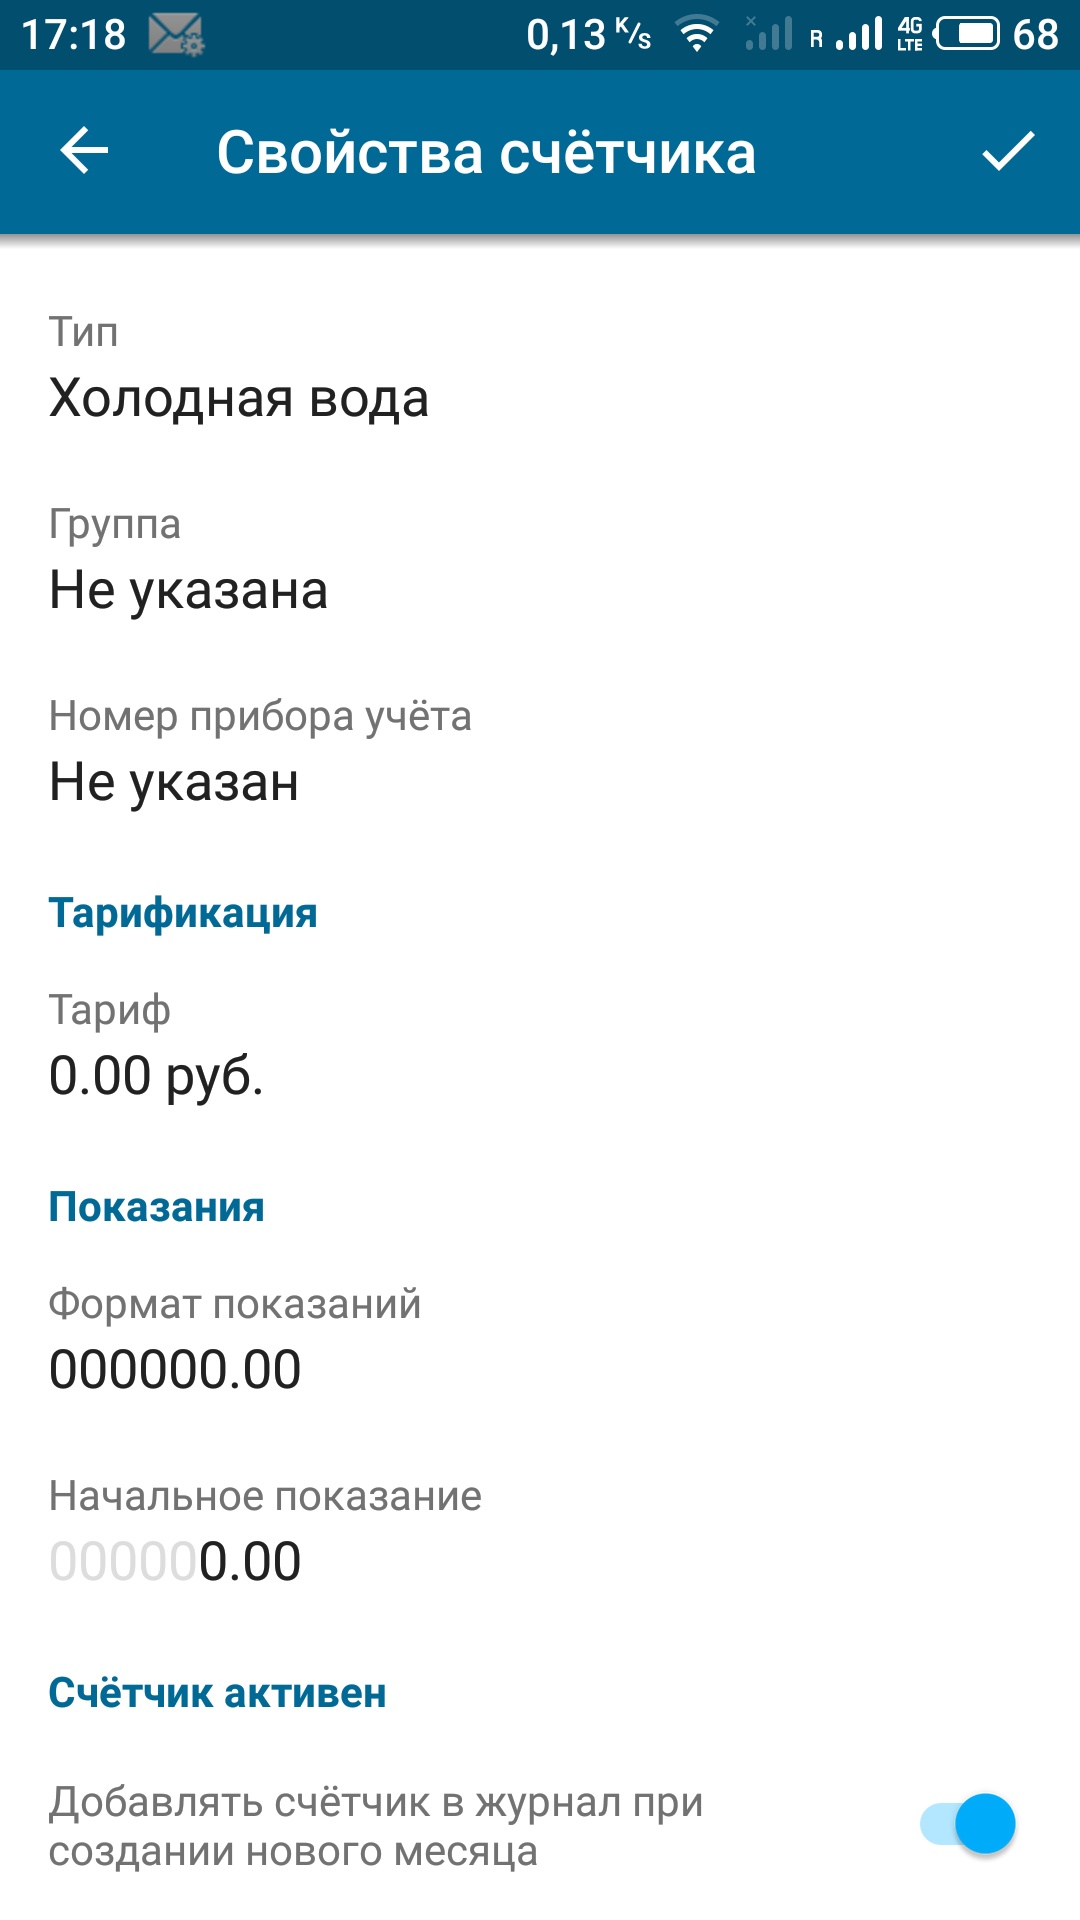 17:18 0,13 K/s R 4G LTE 68
Свойства счётчика
Тип
Холодная вода
Группа
Не указана
Номер прибора учёта
Не указан
Тарификация
Тариф
0.00 руб.
Показания
Формат показаний
000000.00
Начальное показание
000000.00
Счётчик активен
Добавлять счётчик в журнал при
создании нового месяца